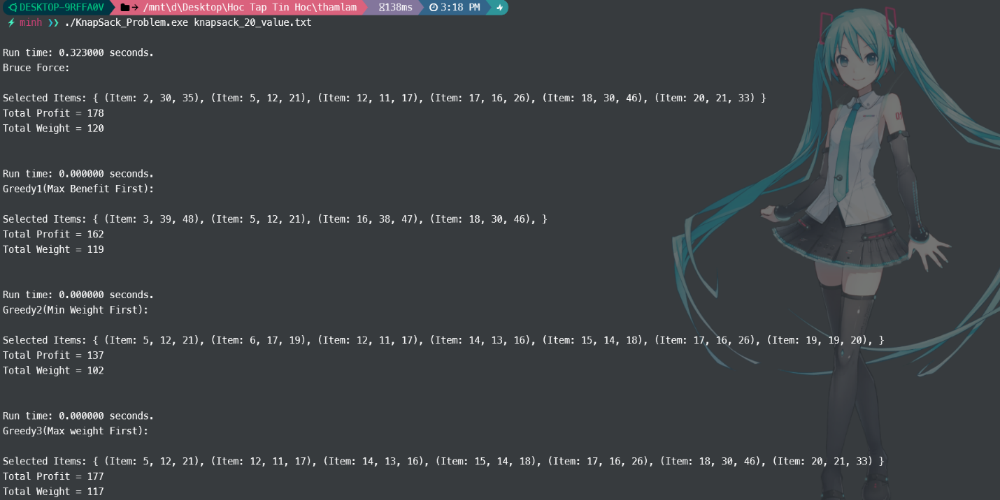 DESKTOP-9RFFA0V /mnt\d\Desktop\Hoc Tap Tin Hoc\thamlam 138ms 3:18 PM
minh ❯❯ ./KnapSack_Problem.exe knapsack_20_value.txt
Run time: 0.323000 seconds.
Bruce Force:
Selected Items: { (Item: 2, 30, 35), (Item: 5, 12, 21), (Item: 12, 11, 17), (Item: 17, 16, 26), (Item: 18, 30, 46), (Item: 20, 21, 33) }
Total Profit = 178
Total Weight = 120
Run time: 0.000000 seconds.
Greedy1(Max Benefit First):
Selected Items: { (Item: 3, 39, 48), (Item: 5, 12, 21), (Item: 16, 38, 47), (Item: 18, 30, 46), }
Total Profit = 162
Total Weight = 119
Run time: 0.000000 seconds.
Greedy2(Min Weight First):
Selected Items: { (Item: 5, 12, 21), (Item: 6, 17, 19), (Item: 12, 11, 17), (Item: 14, 13, 16), (Item: 15, 14, 18), (Item: 17, 16, 26), (Item: 19, 19, 20), }
Total Profit = 137
Total Weight = 102
Run time: 0.000000 seconds.
Greedy3(Max weight First):
Selected Items: { (Item: 5, 12, 21), (Item: 12, 11, 17), (Item: 14, 13, 16), (Item: 15, 14, 18), (Item: 17, 16, 26), (Item: 18, 30, 46), (Item: 20, 21, 33) }
Total Profit = 177
Total Weight = 117